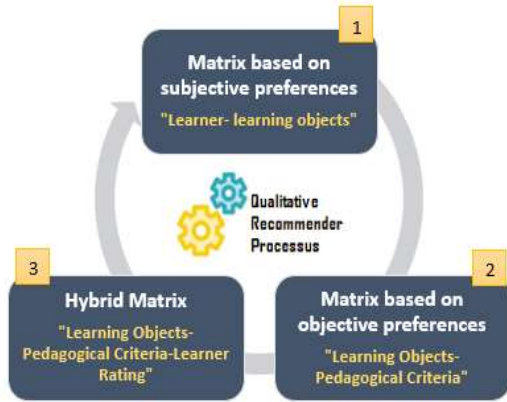 1
Matrix based on
subjective preferences
"Learner- learning objects"
Qualitative
Recommender
Processus
3
Hybrid Matrix
"Learning Objects-
Pedagogical Criteria-Learner
Rating"
2
Matrix based on
objective preferences
"Learning Objects-
Pedagogical Criteria"